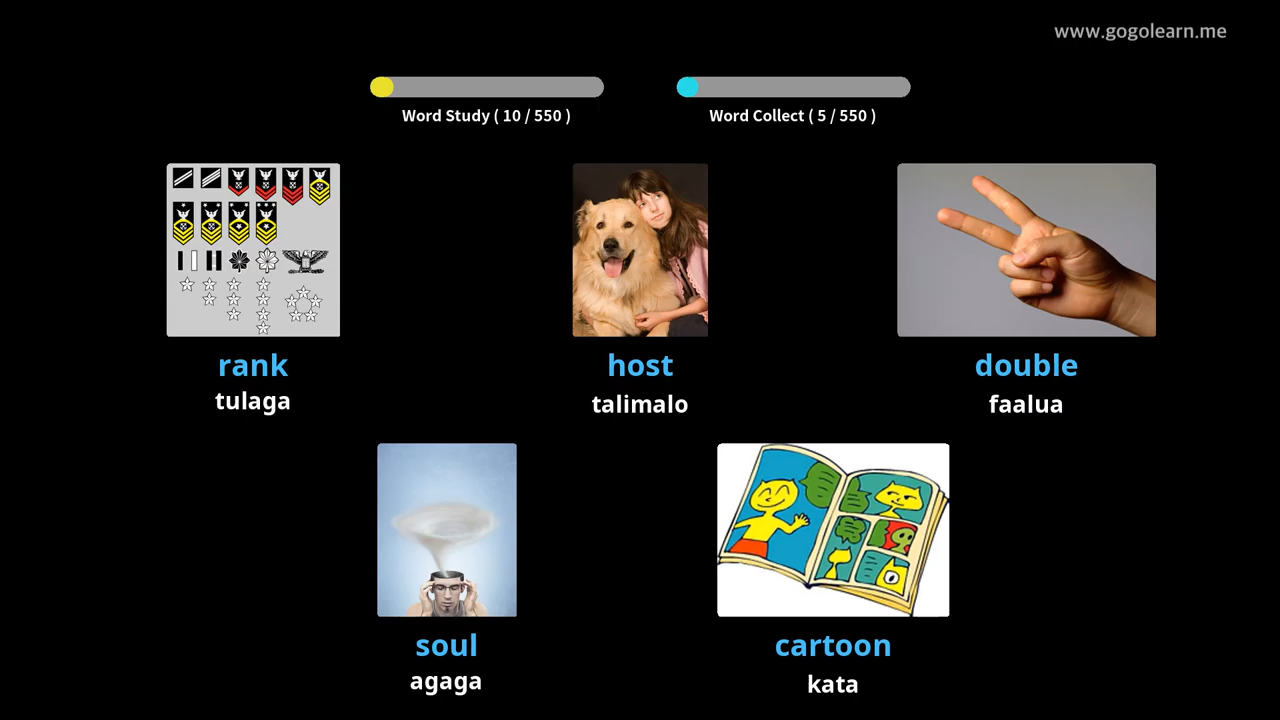 www.gogolearn.me
Word Study ( 10 / 550 )
Word Collect ( 5 / 550 )
rank
tulaga
host
talimalo
double
faalua
soul
agaga
cartoon
kata